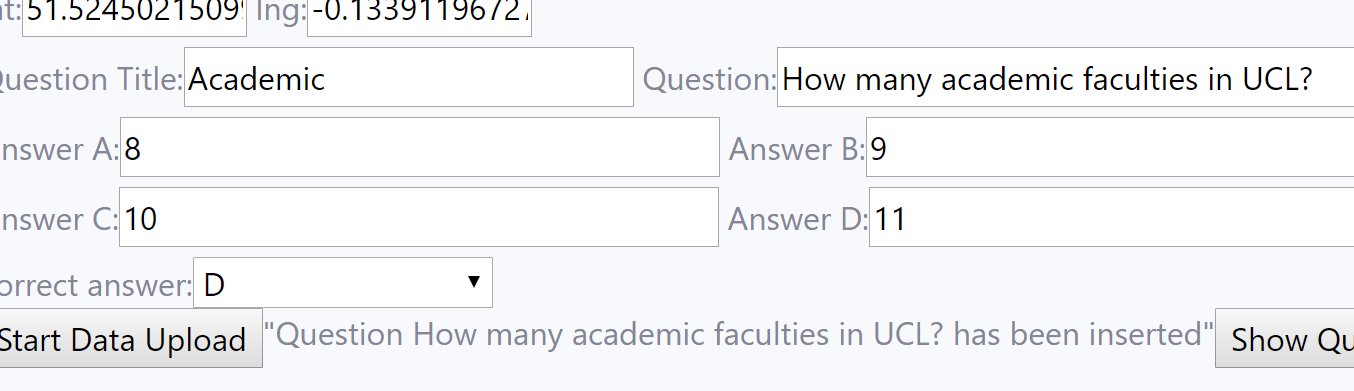 51.5245021509 lng: -0.1339119672
Question Title: Academic Question: How many academic faculties in UCL?
nswer A: 8 Answer B: 9
nswer C: 10 Answer D: 11
orrect answer: D
Start Data Upload "Question How many academic faculties in UCL? has been inserted" Show Qu